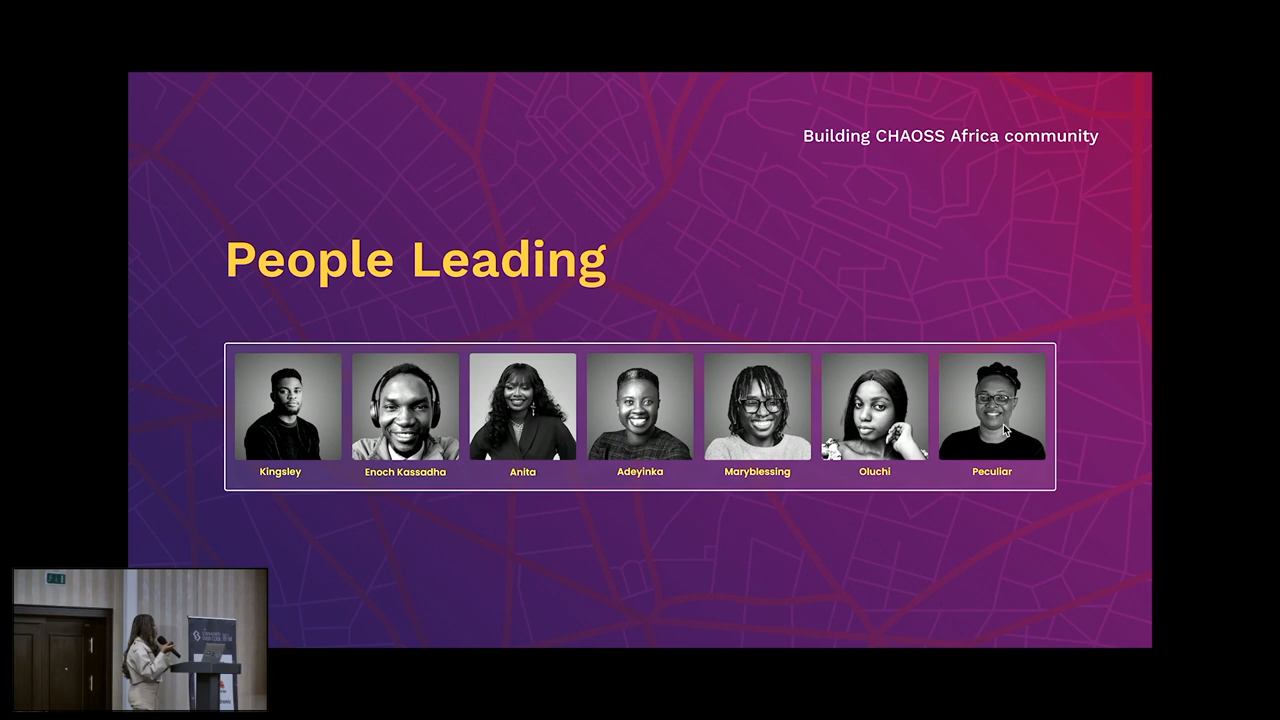 Building CHAOSS Africa community
People Leading
Kingsley
Enoch Kassadha
Anita
Adeyinka
Maryblessing
Oluchi
Peculiar